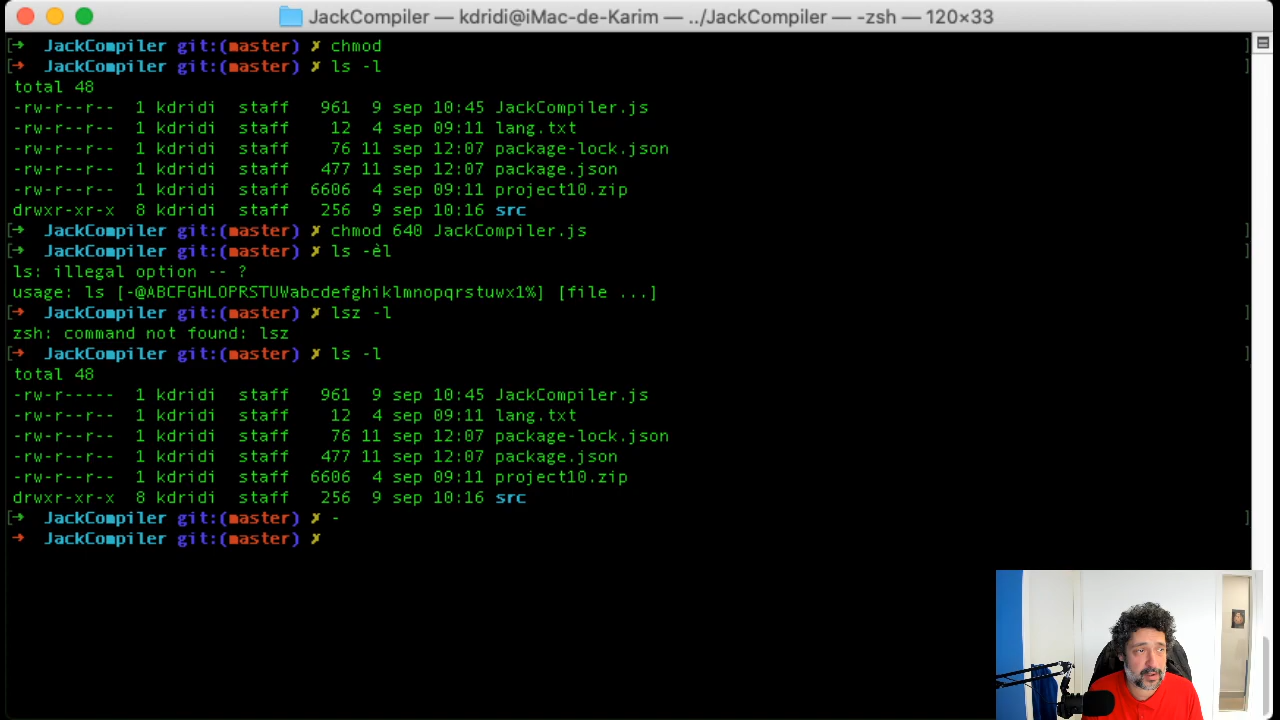 JackCompiler — kdridi@iMac-de-Karim — ../JackCompiler — -zsh — 120×33
[➜  JackCompiler git:(master) ✗ chmod ]
[➜  JackCompiler git:(master) ✗ ls -l ]
total 48
-rw-r--r--  1 kdridi  staff   961  9 sep 10:45 JackCompiler.js
-rw-r--r--  1 kdridi  staff    12  4 sep 09:11 lang.txt
-rw-r--r--  1 kdridi  staff    76 11 sep 12:07 package-lock.json
-rw-r--r--  1 kdridi  staff   477 11 sep 12:07 package.json
-rw-r--r--  1 kdridi  staff  6606  4 sep 09:11 project10.zip
drwxr-xr-x  8 kdridi  staff   256  9 sep 10:16 src
[➜  JackCompiler git:(master) ✗ chmod 640 JackCompiler.js ]
[➜  JackCompiler git:(master) ✗ ls -èl ]
ls: illegal option -- ?
usage: ls [-@ABCFGHLOPRSTUWabcdefghiklmnopqrstuwx1%] [file ...]
[➜  JackCompiler git:(master) ✗ lsz -l ]
zsh: command not found: lsz
[➜  JackCompiler git:(master) ✗ ls -l ]
total 48
-rw-r-----  1 kdridi  staff   961  9 sep 10:45 JackCompiler.js
-rw-r--r--  1 kdridi  staff    12  4 sep 09:11 lang.txt
-rw-r--r--  1 kdridi  staff    76 11 sep 12:07 package-lock.json
-rw-r--r--  1 kdridi  staff   477 11 sep 12:07 package.json
-rw-r--r--  1 kdridi  staff  6606  4 sep 09:11 project10.zip
drwxr-xr-x  8 kdridi  staff   256  9 sep 10:16 src
[➜  JackCompiler git:(master) ✗ - ]
➜  JackCompiler git:(master) ✗